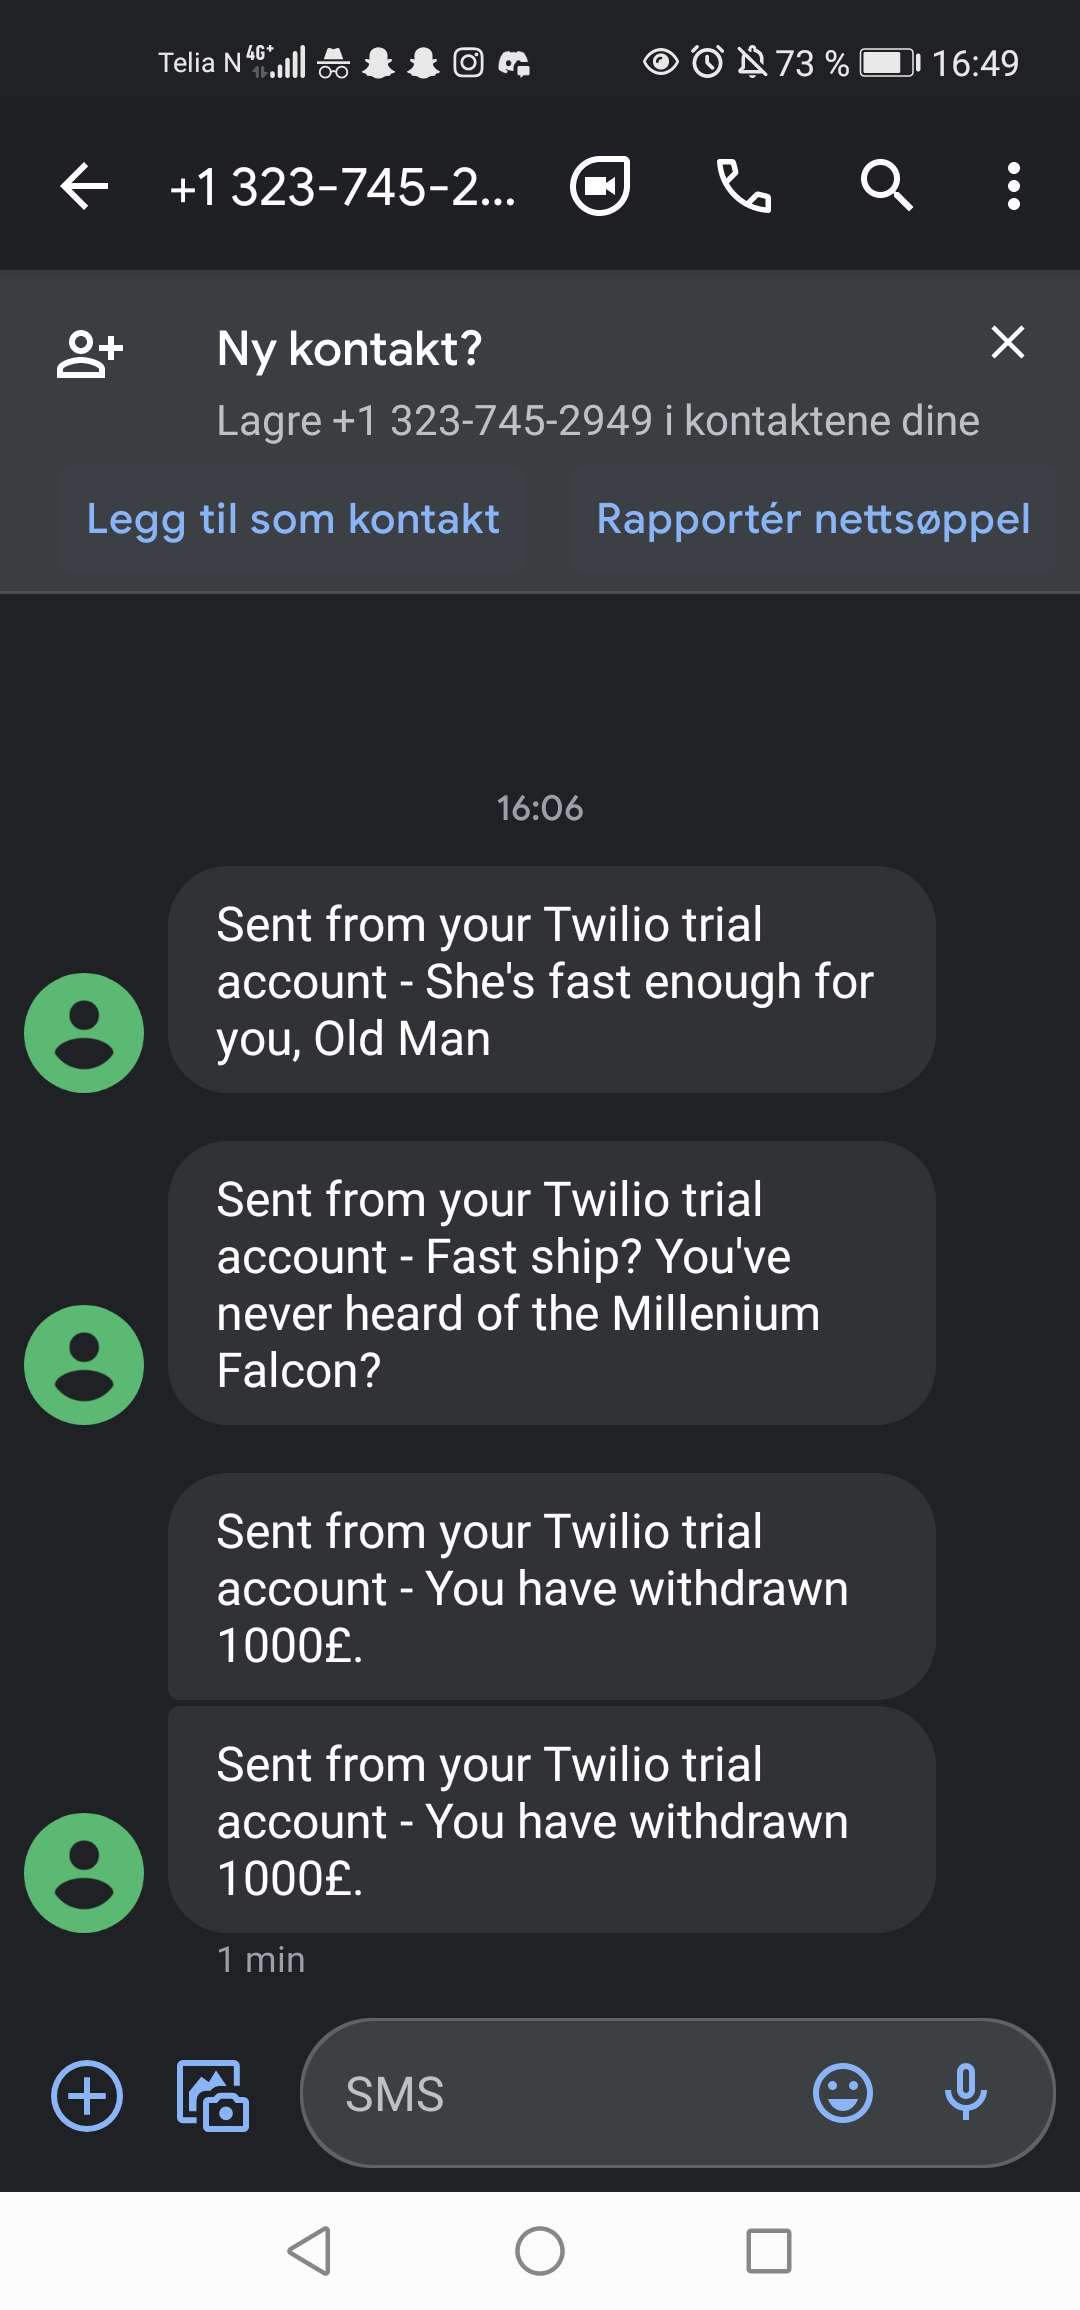 Telia N 4G+ 73 % 16:49
+1 323-745-2...
Ny kontakt?
Lagre +1 323-745-2949 i kontaktene dine
Legg til som kontakt Rapportér nettsøppel
16:06
Sent from your Twilio trial
account - She's fast enough for
you, Old Man
Sent from your Twilio trial
account - Fast ship? You've
never heard of the Millenium
Falcon?
Sent from your Twilio trial
account - You have withdrawn
1000£.
Sent from your Twilio trial
account - You have withdrawn
1000£.
1 min
SMS